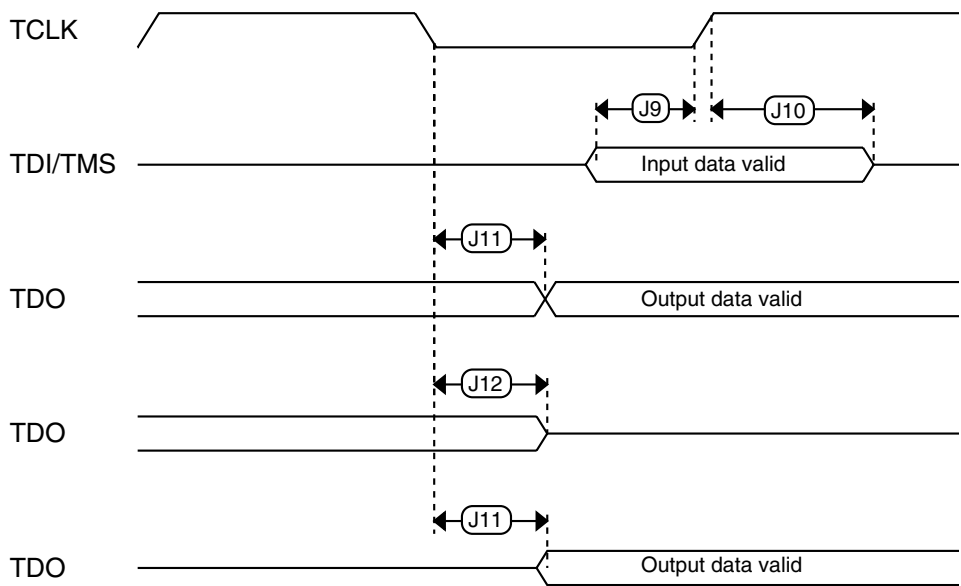 TCLK
J9
J10
TDI/TMS
Input data valid
J11
TDO
Output data valid
J12
TDO
J11
TDO
Output data valid